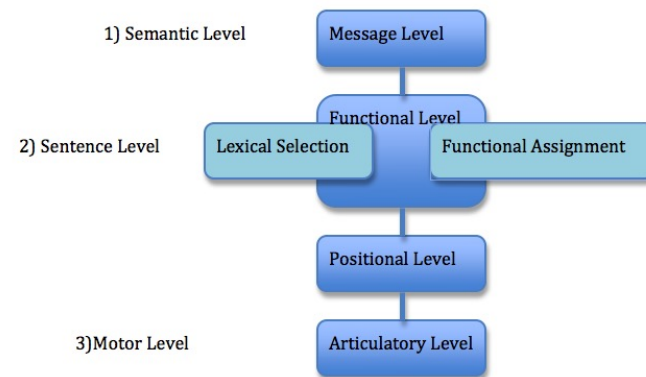 1) Semantic Level
Message Level
Functional Level
2) Sentence Level
Lexical Selection
Functional Assignment
Positional Level
3)Motor Level
Articulatory Level